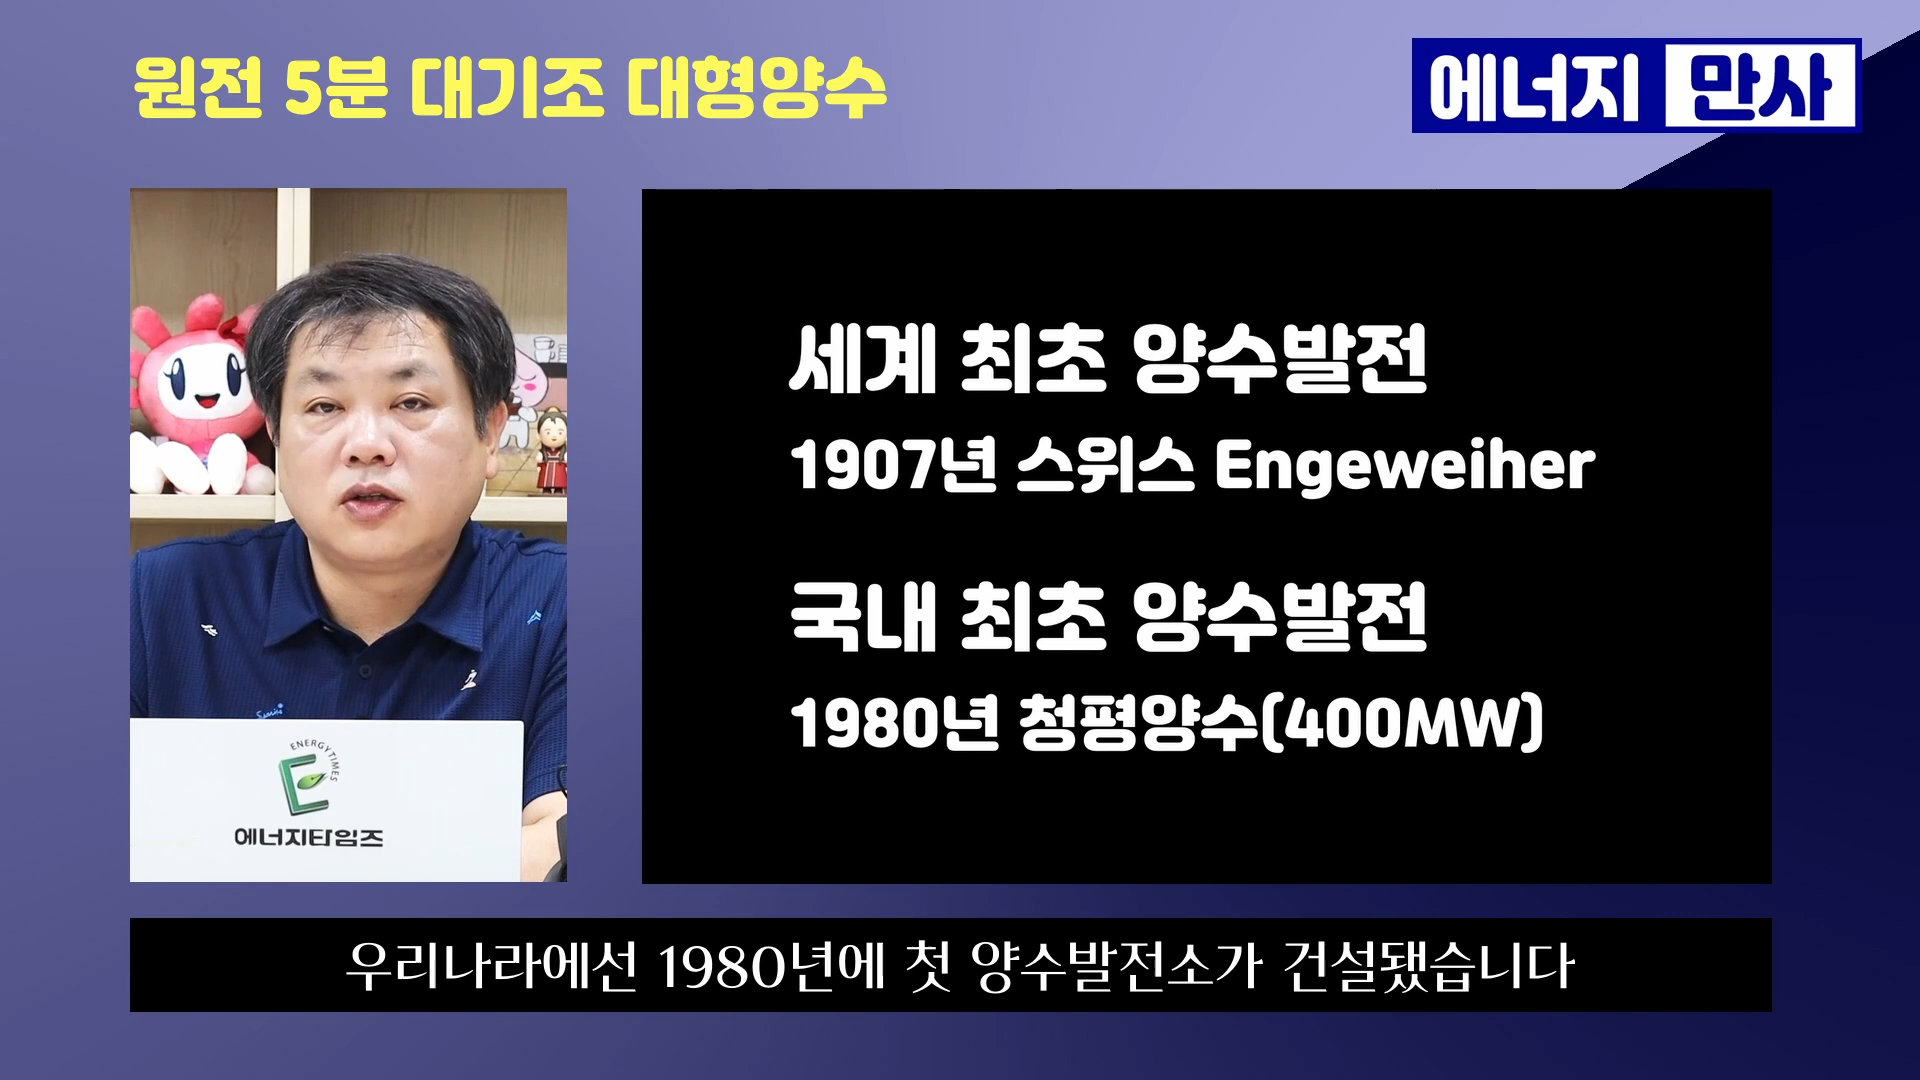 원전 5분 대기조 대형양수
에너지 만사
세계 최초 양수발전
1907년 스위스 Engeweiher
국내 최초 양수발전
1980년 청평양수(400MW)
ENERGYTIMES
에너지타임즈
우리나라에선 1980년에 첫 양수발전소가 건설됐습니다